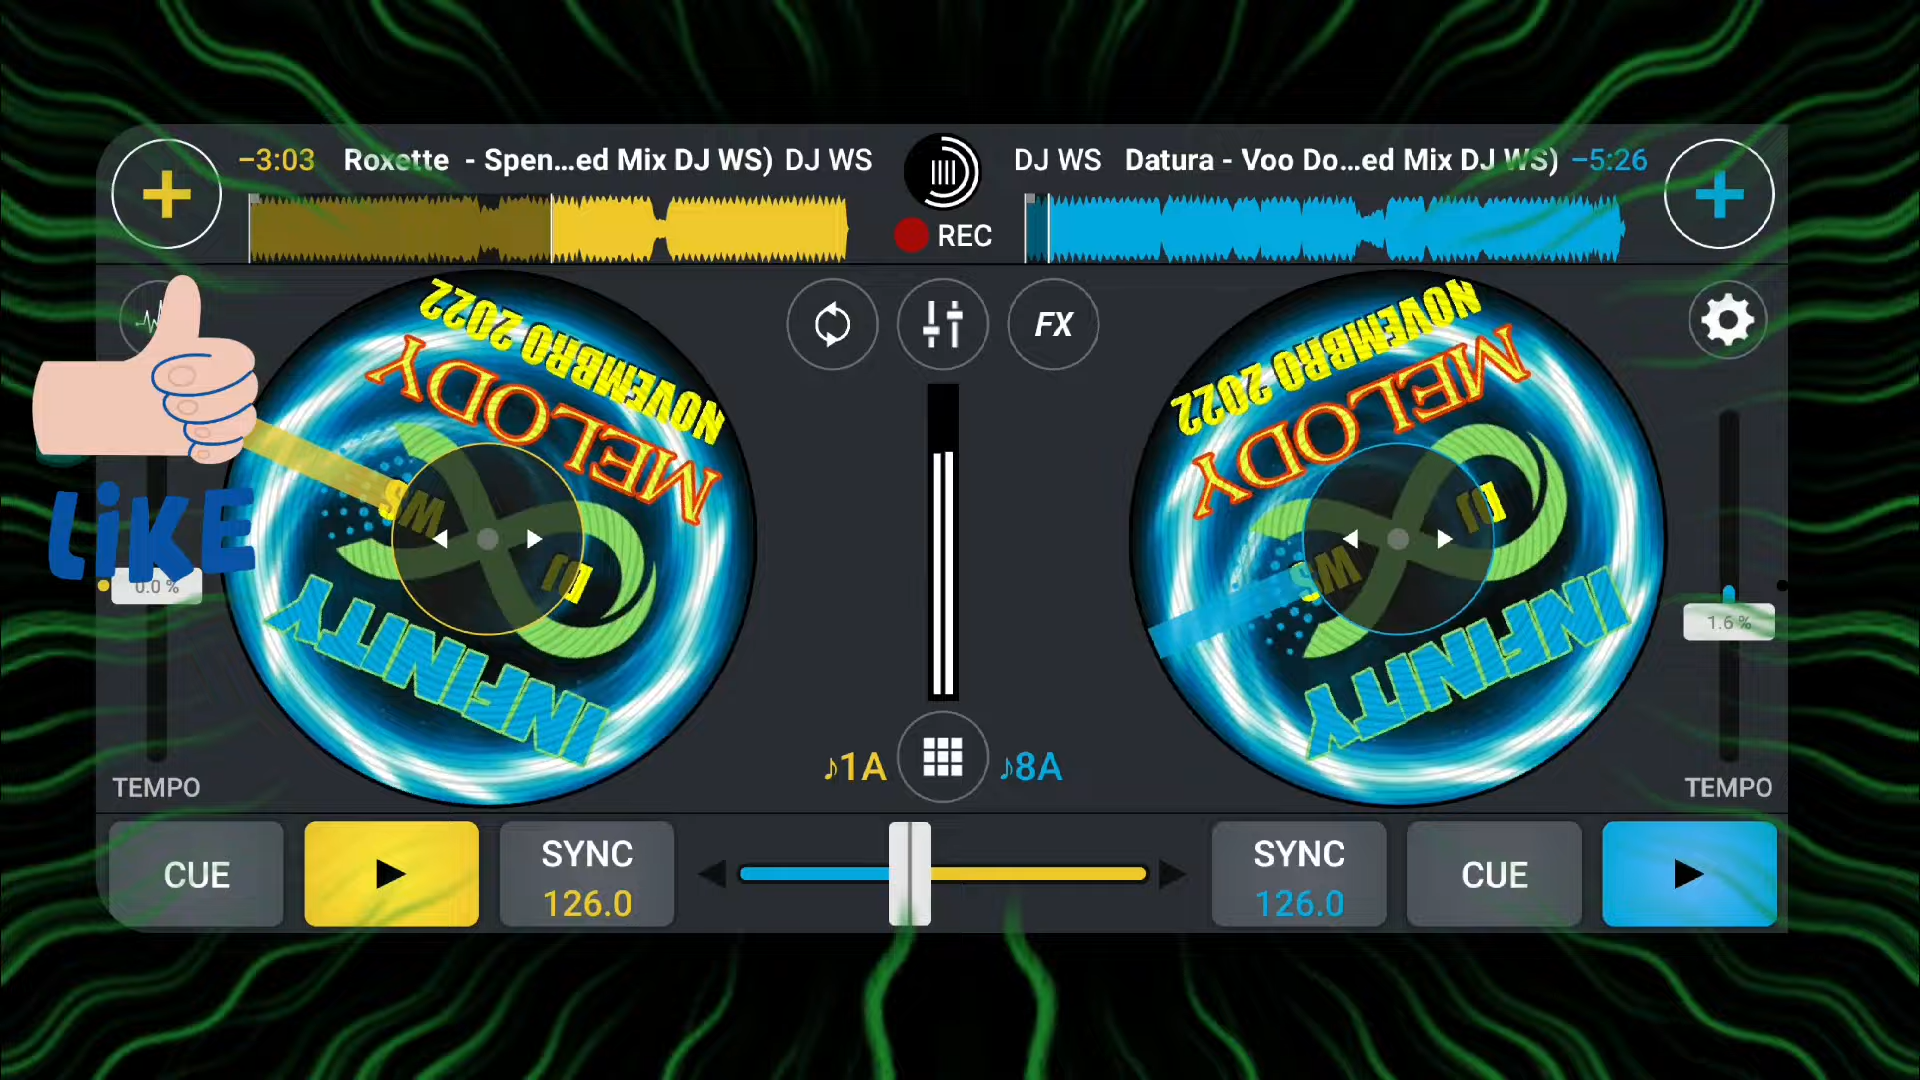 −3:03 Roxette - Spen...ed Mix DJ WS) DJ WS
DJ WS Datura - Voo Do...ed Mix DJ WS) −5:26
REC
FX
NOVEMBRO 2022
MELODY
WS
DJ
INFINITY
NOVEMBRO 2022
MELODY
DJ
WS
INFINITY
LiKE
0.0 %
1.6 %
♪1A
♪8A
TEMPO
TEMPO
CUE
SYNC
126.0
SYNC
126.0
CUE